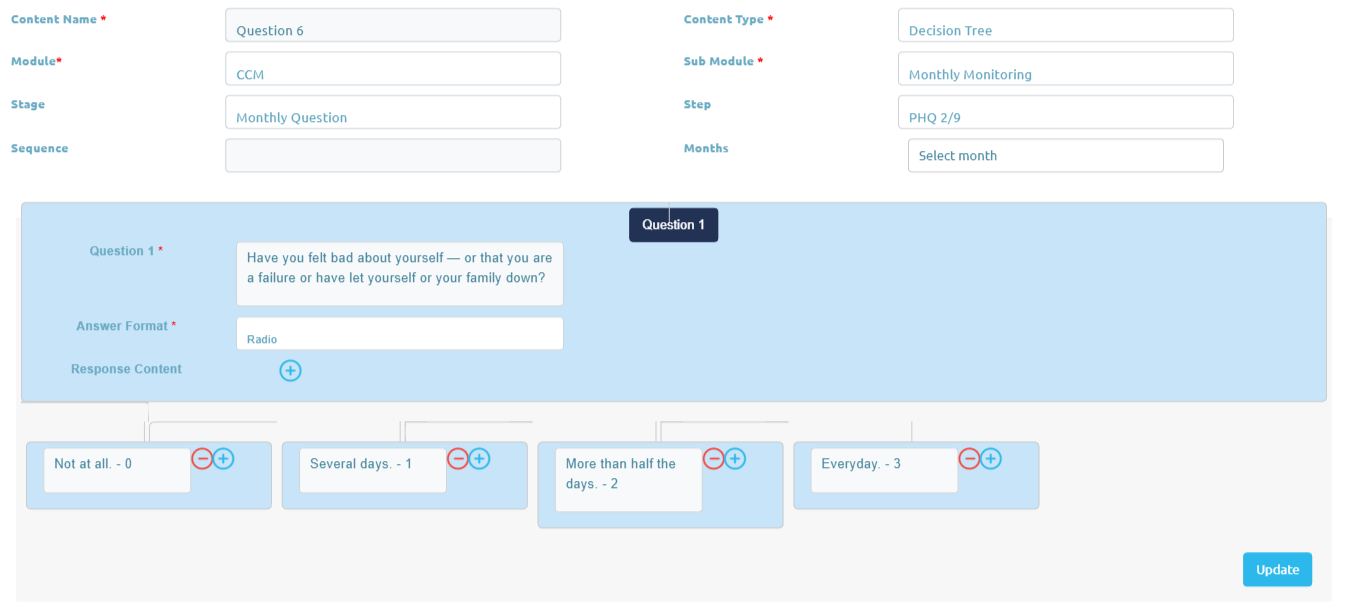 Content Name *
Question 6
Content Type *
Decision Tree
Module*
CCM
Sub Module *
Monthly Monitoring
Stage
Monthly Question
Step
PHQ 2/9
Sequence
Months
Select month
Question 1
Question 1 *
Have you felt bad about yourself — or that you are
a failure or have let yourself or your family down?
Answer Format *
Radio
Response Content
Not at all. - 0
Several days. - 1
More than half the
days. - 2
Everyday. - 3
Update